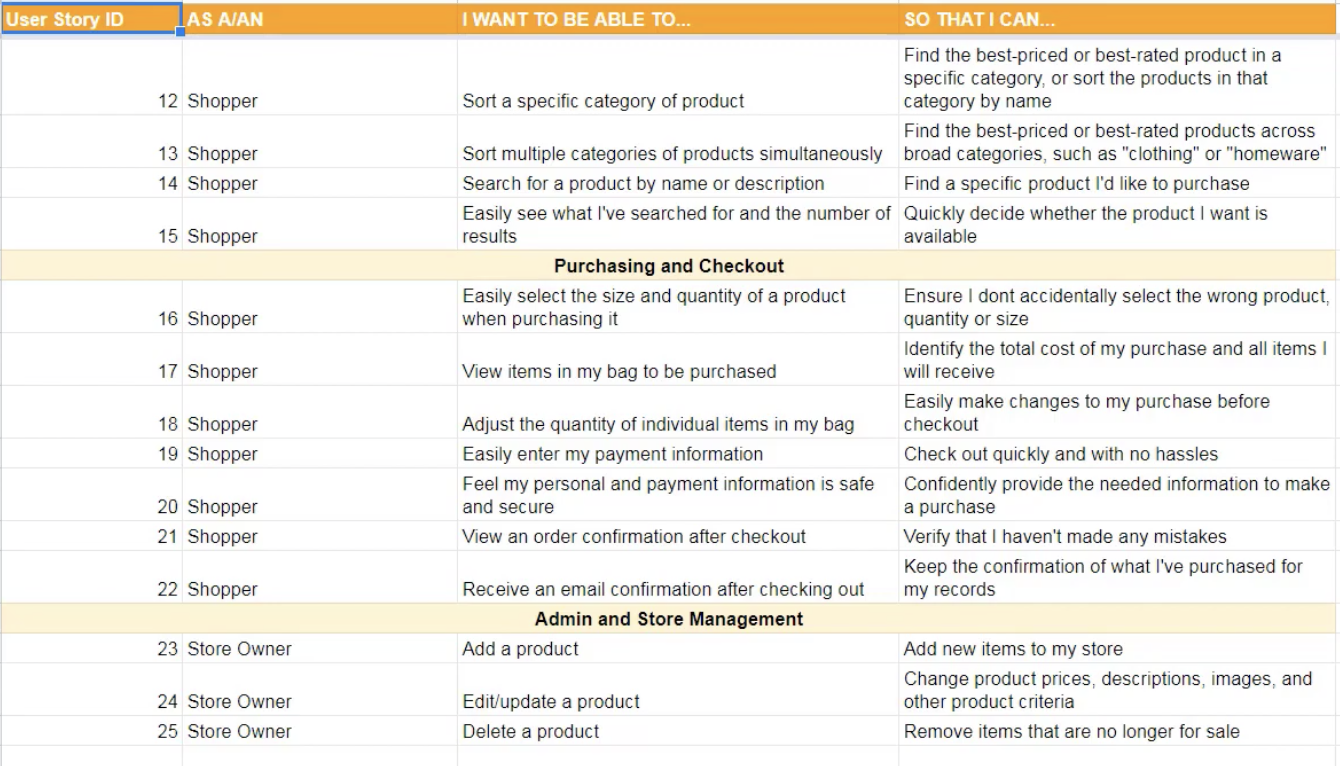 User Story ID AS A/AN I WANT TO BE ABLE TO... SO THAT I CAN...
Find the best-priced or best-rated product in a
specific category, or sort the products in that
12 Shopper Sort a specific category of product category by name
Find the best-priced or best-rated products across
13 Shopper Sort multiple categories of products simultaneously broad categories, such as "clothing" or "homeware"
14 Shopper Search for a product by name or description Find a specific product I'd like to purchase
Easily see what I've searched for and the number of Quickly decide whether the product I want is
15 Shopper results available
Purchasing and Checkout
Easily select the size and quantity of a product Ensure I dont accidentally select the wrong product,
16 Shopper when purchasing it quantity or size
Identify the total cost of my purchase and all items I
17 Shopper View items in my bag to be purchased will receive
Easily make changes to my purchase before
18 Shopper Adjust the quantity of individual items in my bag checkout
19 Shopper Easily enter my payment information Check out quickly and with no hassles
Feel my personal and payment information is safe Confidently provide the needed information to make
20 Shopper and secure a purchase
21 Shopper View an order confirmation after checkout Verify that I haven't made any mistakes
Keep the confirmation of what I've purchased for
22 Shopper Receive an email confirmation after checking out my records
Admin and Store Management
23 Store Owner Add a product Add new items to my store
Change product prices, descriptions, images, and
24 Store Owner Edit/update a product other product criteria
25 Store Owner Delete a product Remove items that are no longer for sale